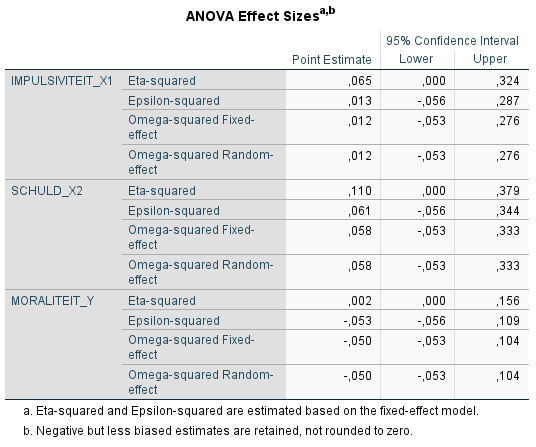 ANOVA Effect Sizesa,b
95% Confidence Interval
Point Estimate Lower Upper
IMPULSIVITEIT_X1 Eta-squared ,065 ,000 ,324
Epsilon-squared ,013 -,056 ,287
Omega-squared Fixed-
effect ,012 -,053 ,276
Omega-squared Random-
effect ,012 -,053 ,276
SCHULD_X2 Eta-squared ,110 ,000 ,379
Epsilon-squared ,061 -,056 ,344
Omega-squared Fixed-
effect ,058 -,053 ,333
Omega-squared Random-
effect ,058 -,053 ,333
MORALITEIT_Y Eta-squared ,002 ,000 ,156
Epsilon-squared -,053 -,056 ,109
Omega-squared Fixed-
effect -,050 -,053 ,104
Omega-squared Random-
effect -,050 -,053 ,104
a. Eta-squared and Epsilon-squared are estimated based on the fixed-effect model.
b. Negative but less biased estimates are retained, not rounded to zero.